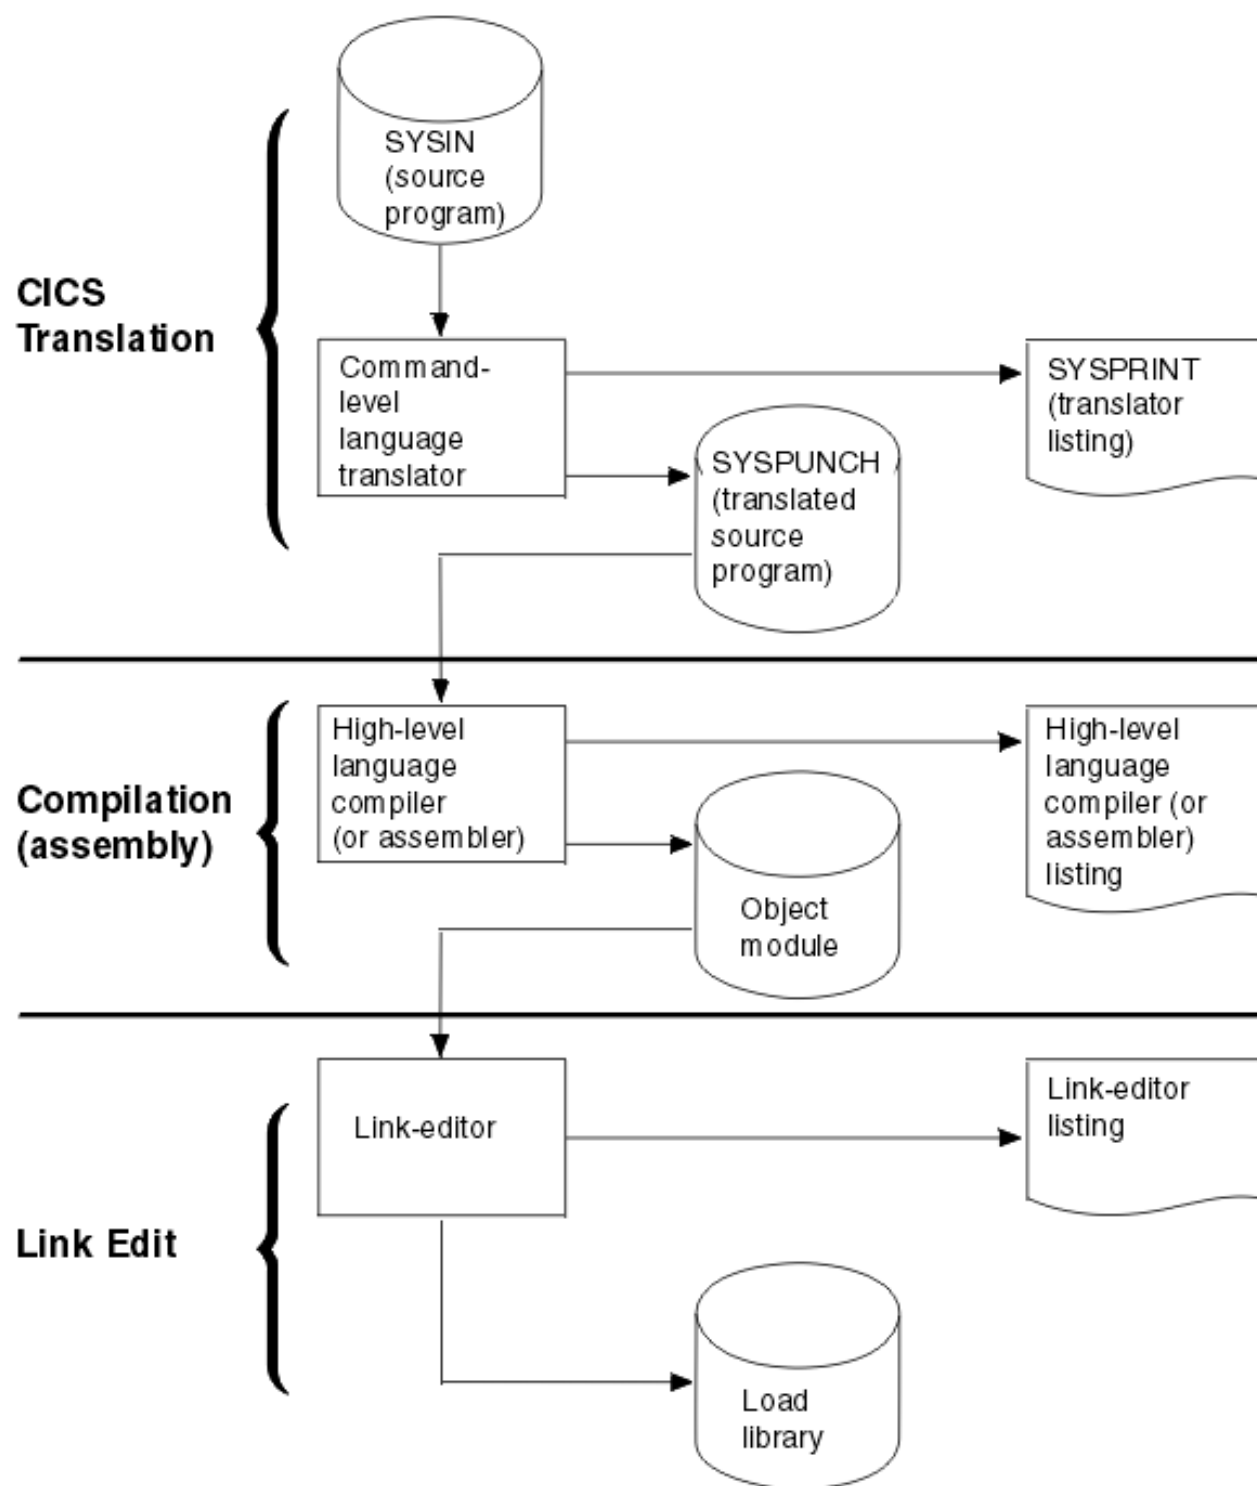 SYSIN
(source
program)
CICS
Translation
Command-
level
language
translator
SYSPRINT
(translator
listing)
SYSPUNCH
(translated
source
program)
Compilation
(assembly)
High-level
language
compiler
(or assembler)
High-level
language
compiler (or
assembler)
listing
Object
module
Link Edit
Link-editor
Link-editor
listing
Load
library